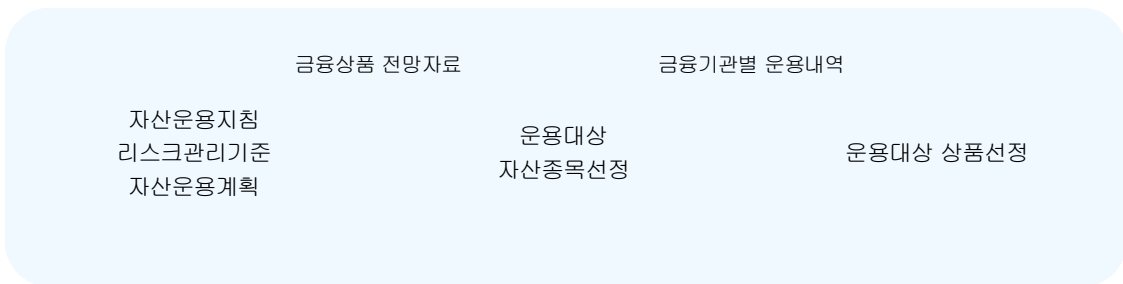 금융상품 전망자료
금융기관별 운용내역
자산운용지침
리스크관리기준
자산운용계획
운용대상
자산종목선정
운용대상 상품선정